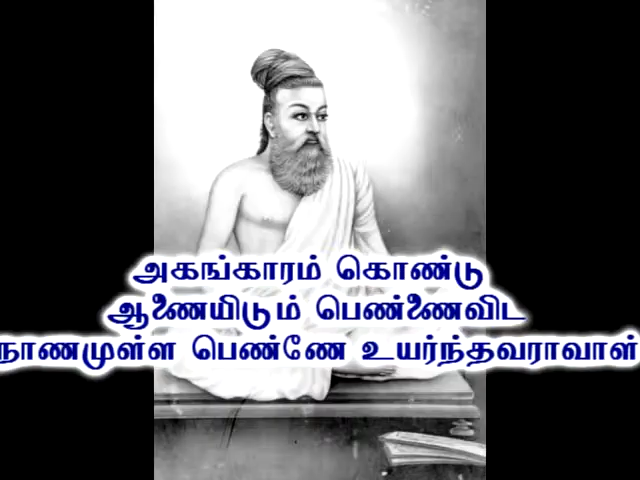 அகங்காரம் கொண்டு
ஆணையிடும் பெண்ணைவிட
நாணமுள்ள பெண்ணே உயர்ந்தவராவாள்